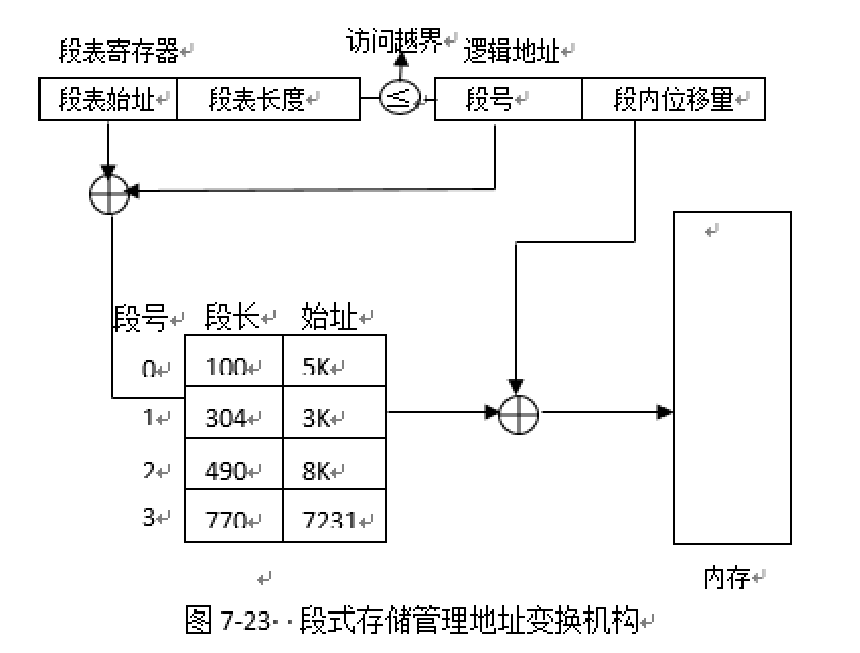 访问越界
段表寄存器 逻辑地址
段表始址 段表长度 ≤ 段号 段内位移量
段号 段长 始址
0 100 5K
1 304 3K
2 490 8K
3 770 7231
内存
图 7-23 段式存储管理地址变换机构